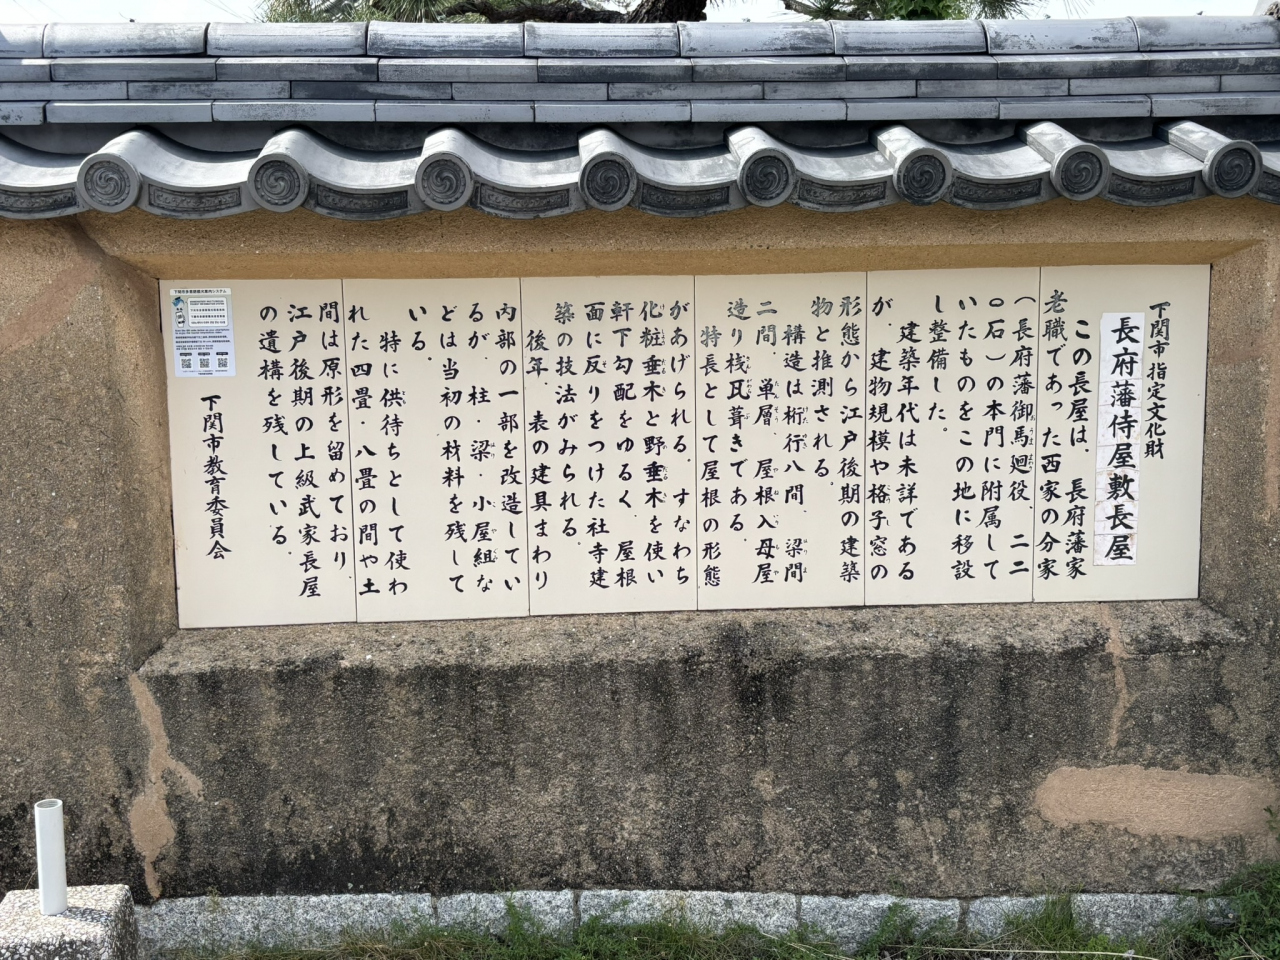 下関市指定文化財
長府藩侍屋敷長屋
この長屋は、長府藩家
老職であった西家の分家
（長府藩御馬廻役、二二
〇石）の本門に附属して
いたものをこの地に移設
し整備した。
建築年代は未詳である
が、建物規模や格子窓の
形態から江戸後期の建築
物と推測される。
構造は桁行八間、梁間
二間、単層、屋根入母屋
造り桟瓦葺きである。
特長として屋根の形態
があげられる。すなわち
化粧垂木と野垂木を使い
軒下勾配をゆるく、屋根
面に反りをつけた社寺建
築の技法がみられる。
後年、表の建具まわり
内部の一部を改造してい
るが、柱・梁・小屋組な
どは当初の材料を残して
いる。
特に供待ちとして使わ
れた四畳・八畳の間や土
間は原形を留めており、
江戸後期の上級武家長屋
の遺構を残している。
下関市教育委員会